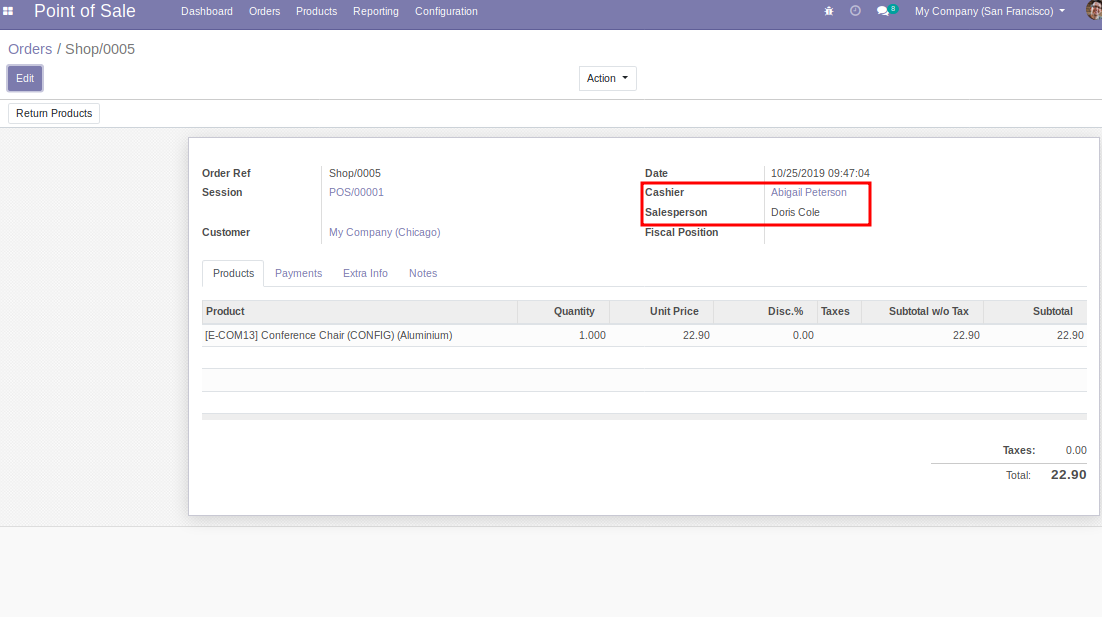 Point of Sale Dashboard Orders Products Reporting Configuration 8 My Company (San Francisco)
Orders / Shop/0005
Edit Action
Return Products
Order Ref Shop/0005 Date 10/25/2019 09:47:04
Session POS/00001 Cashier Abigail Peterson
Salesperson Doris Cole
Customer My Company (Chicago) Fiscal Position
Products Payments Extra Info Notes
Product Quantity Unit Price Disc.% Taxes Subtotal w/o Tax Subtotal
[E-COM13] Conference Chair (CONFIG) (Aluminium) 1.000 22.90 0.00 22.90 22.90
Taxes: 0.00
Total: 22.90